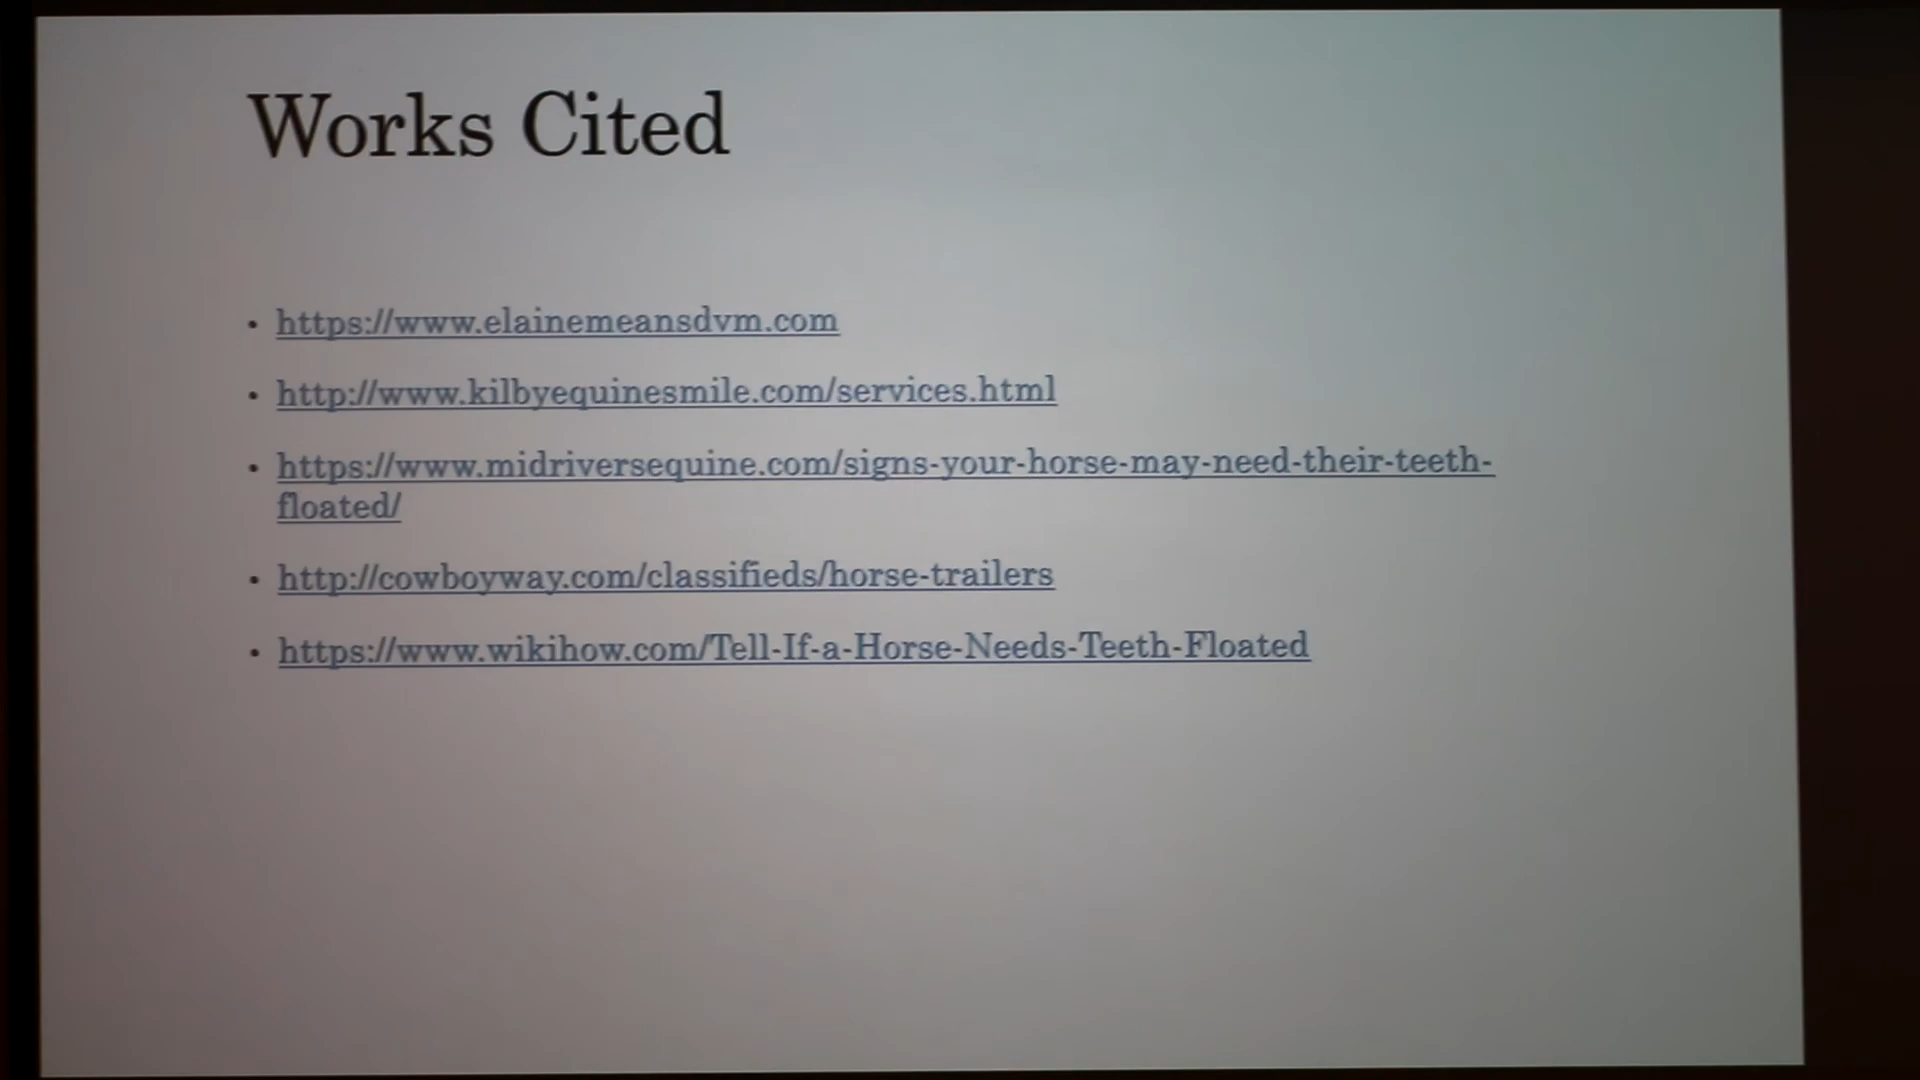 Works Cited
• https://www.elainemeansdvm.com
• http://www.kilbyequinesmile.com/services.html
• https://www.midriversequine.com/signs-your-horse-may-need-their-teeth-
floated/
• http://cowboyway.com/classifieds/horse-trailers
• https://www.wikihow.com/Tell-If-a-Horse-Needs-Teeth-Floated